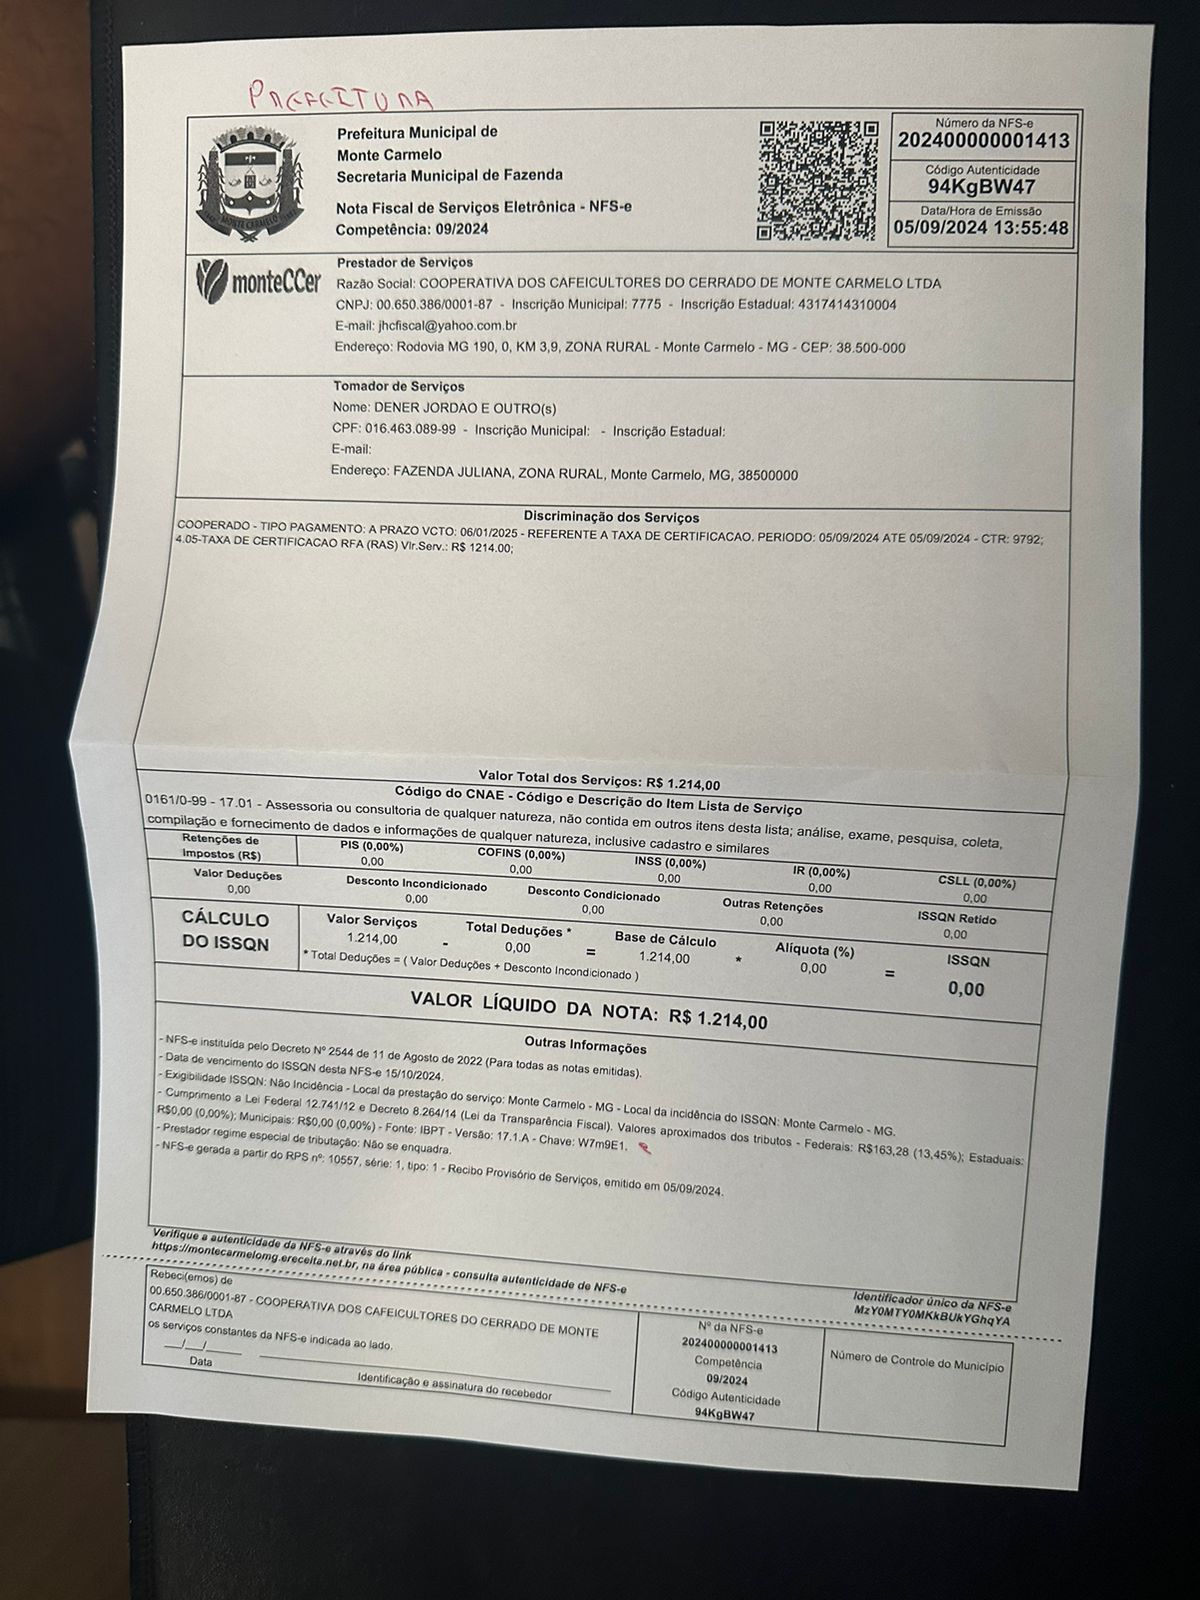 PREFEITURA
Prefeitura Municipal de
Monte Carmelo
Secretaria Municipal de Fazenda
Nota Fiscal de Serviços Eletrônica - NFS-e
Competência: 09/2024
Número da NFS-e
202400000001413
Código Autenticidade
94KgBW47
Data/Hora de Emissão
05/09/2024 13:55:48
monteCCer
Prestador de Serviços
Razão Social: COOPERATIVA DOS CAFEICULTORES DO CERRADO DE MONTE CARMELO LTDA
CNPJ: 00.650.386/0001-87 - Inscrição Municipal: 7775 - Inscrição Estadual: 4317414310004
E-mail: jhcfiscal@yahoo.com.br
Endereço: Rodovia MG 190, 0, KM 3,9, ZONA RURAL - Monte Carmelo - MG - CEP: 38.500-000
Tomador de Serviços
Nome: DENER JORDAO E OUTRO(s)
CPF: 016.463.089-99 - Inscrição Municipal: - Inscrição Estadual:
E-mail:
Endereço: FAZENDA JULIANA, ZONA RURAL, Monte Carmelo, MG, 38500000
Discriminação dos Serviços
COOPERADO - TIPO PAGAMENTO: A PRAZO VCTO: 06/01/2025 - REFERENTE A TAXA DE CERTIFICACAO. PERIODO: 05/09/2024 ATE 05/09/2024 - CTR: 9792;
4.05-TAXA DE CERTIFICACAO RFA (RAS) Vlr.Serv.: R$ 1214.00;
Valor Total dos Serviços: R$ 1.214,00
Código do CNAE - Código e Descrição do Item Lista de Serviço
0161/0-99 - 17.01 - Assessoria ou consultoria de qualquer natureza, não contida em outros itens desta lista; análise, exame, pesquisa, coleta,
compilação e fornecimento de dados e informações de qualquer natureza, inclusive cadastro e similares
Retenções de Impostos (R$) PIS (0,00%) COFINS (0,00%) INSS (0,00%) IR (0,00%) CSLL (0,00%)
0,00 0,00 0,00 0,00 0,00
Valor Deduções Desconto Incondicionado Desconto Condicionado Outras Retenções ISSQN Retido
0,00 0,00 0,00 0,00 0,00
CÁLCULO
DO ISSQN
Valor Serviços Total Deduções * Base de Cálculo Alíquota (%) ISSQN
1.214,00 - 0,00 = 1.214,00 * 0,00 = 0,00
* Total Deduções = ( Valor Deduções + Desconto Incondicionado )
VALOR LÍQUIDO DA NOTA: R$ 1.214,00
Outras Informações
- NFS-e instituída pelo Decreto Nº 2544 de 11 de Agosto de 2022 (Para todas as notas emitidas).
- Data de vencimento do ISSQN desta NFS-e 15/10/2024.
- Exigibilidade ISSQN: Não Incidência - Local da prestação do serviço: Monte Carmelo - MG - Local da incidência do ISSQN: Monte Carmelo - MG.
- Cumprimento a Lei Federal 12.741/12 e Decreto 8.264/14 (Lei da Transparência Fiscal). Valores aproximados dos tributos - Federais: R$163,28 (13,45%); Estaduais:
R$0,00 (0,00%); Municipais: R$0,00 (0,00%) - Fonte: IBPT - Versão: 17.1.A - Chave: W7m9E1.
- Prestador regime especial de tributação: Não se enquadra.
- NFS-e gerada a partir do RPS nº: 10557, série: 1, tipo: 1 - Recibo Provisório de Serviços, emitido em 05/09/2024.
Verifique a autenticidade da NFS-e através do link
https://montecarmelomg.ereceita.net.br, na área pública - consulta autenticidade de NFS-e
Identificador único da NFS-e
MzY0MTY0MKkBUkYGhqYA
Rebeci(emos) de
00.650.386/0001-87 - COOPERATIVA DOS CAFEICULTORES DO CERRADO DE MONTE
CARMELO LTDA
os serviços constantes da NFS-e indicada ao lado.
__/__/____
Data
Identificação e assinatura do recebedor
Nº da NFS-e
202400000001413
Competência
09/2024
Código Autenticidade
94KgBW47
Número de Controle do Município